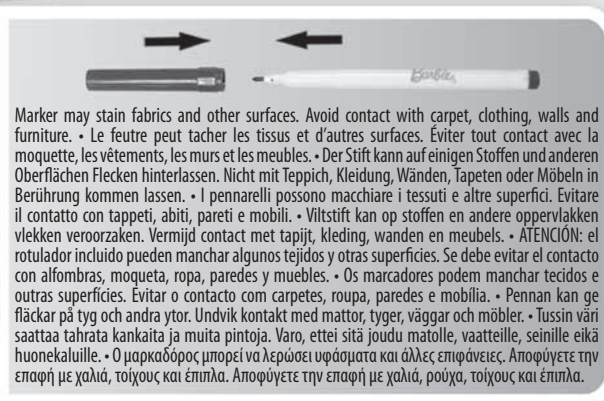 Barbie
Marker may stain fabrics and other surfaces. Avoid contact with carpet, clothing, walls and
furniture. • Le feutre peut tacher les tissus et d'autres surfaces. Éviter tout contact avec la
moquette, les vêtements, les murs et les meubles. • Der Stift kann auf einigen Stoffen und anderen
Oberflächen Flecken hinterlassen. Nicht mit Teppich, Kleidung, Wänden, Tapeten oder Möbeln in
Berührung kommen lassen. • I pennarelli possono macchiare i tessuti e altre superfici. Evitare
il contatto con tappeti, abiti, pareti e mobili. • Viltstift kan op stoffen en andere oppervlakken
vlekken veroorzaken. Vermijd contact met tapijt, kleding, wanden en meubels. • ATENCIÓN: el
rotulador incluido pueden manchar algunos tejidos y otras superficies. Se debe evitar el contacto
con alfombras, moqueta, ropa, paredes y muebles. • Os marcadores podem manchar tecidos e
outras superfícies. Evitar o contacto com carpetes, roupa, paredes e mobília. • Pennan kan ge
fläckar på tyg och andra ytor. Undvik kontakt med mattor, tyger, väggar och möbler. • Tussin väri
saattaa tahrata kankaita ja muita pintoja. Varo, ettei sitä joudu matolle, vaatteille, seinille eikä
huonekaluille. • Ο μαρκαδόρος μπορεί να λερώσει υφάσματα και άλλες επιφάνειες. Αποφύγετε την
επαφή με χαλιά, τοίχους και έπιπλα. Αποφύγετε την επαφή με χαλιά, ρούχα, τοίχους και έπιπλα.